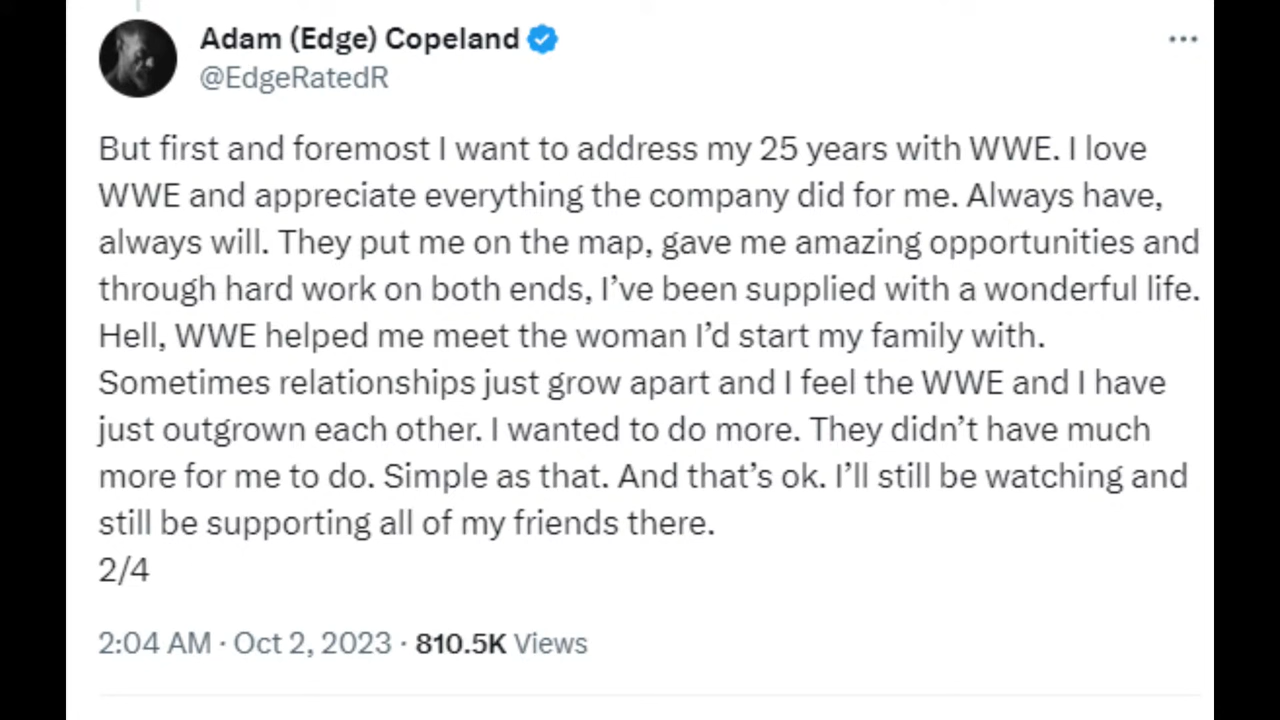 Adam (Edge) Copeland
@EdgeRatedR
But first and foremost I want to address my 25 years with WWE. I love
WWE and appreciate everything the company did for me. Always have,
always will. They put me on the map, gave me amazing opportunities and
through hard work on both ends, I’ve been supplied with a wonderful life.
Hell, WWE helped me meet the woman I’d start my family with.
Sometimes relationships just grow apart and I feel the WWE and I have
just outgrown each other. I wanted to do more. They didn’t have much
more for me to do. Simple as that. And that’s ok. I’ll still be watching and
still be supporting all of my friends there.
2/4
2:04 AM · Oct 2, 2023 · 810.5K Views